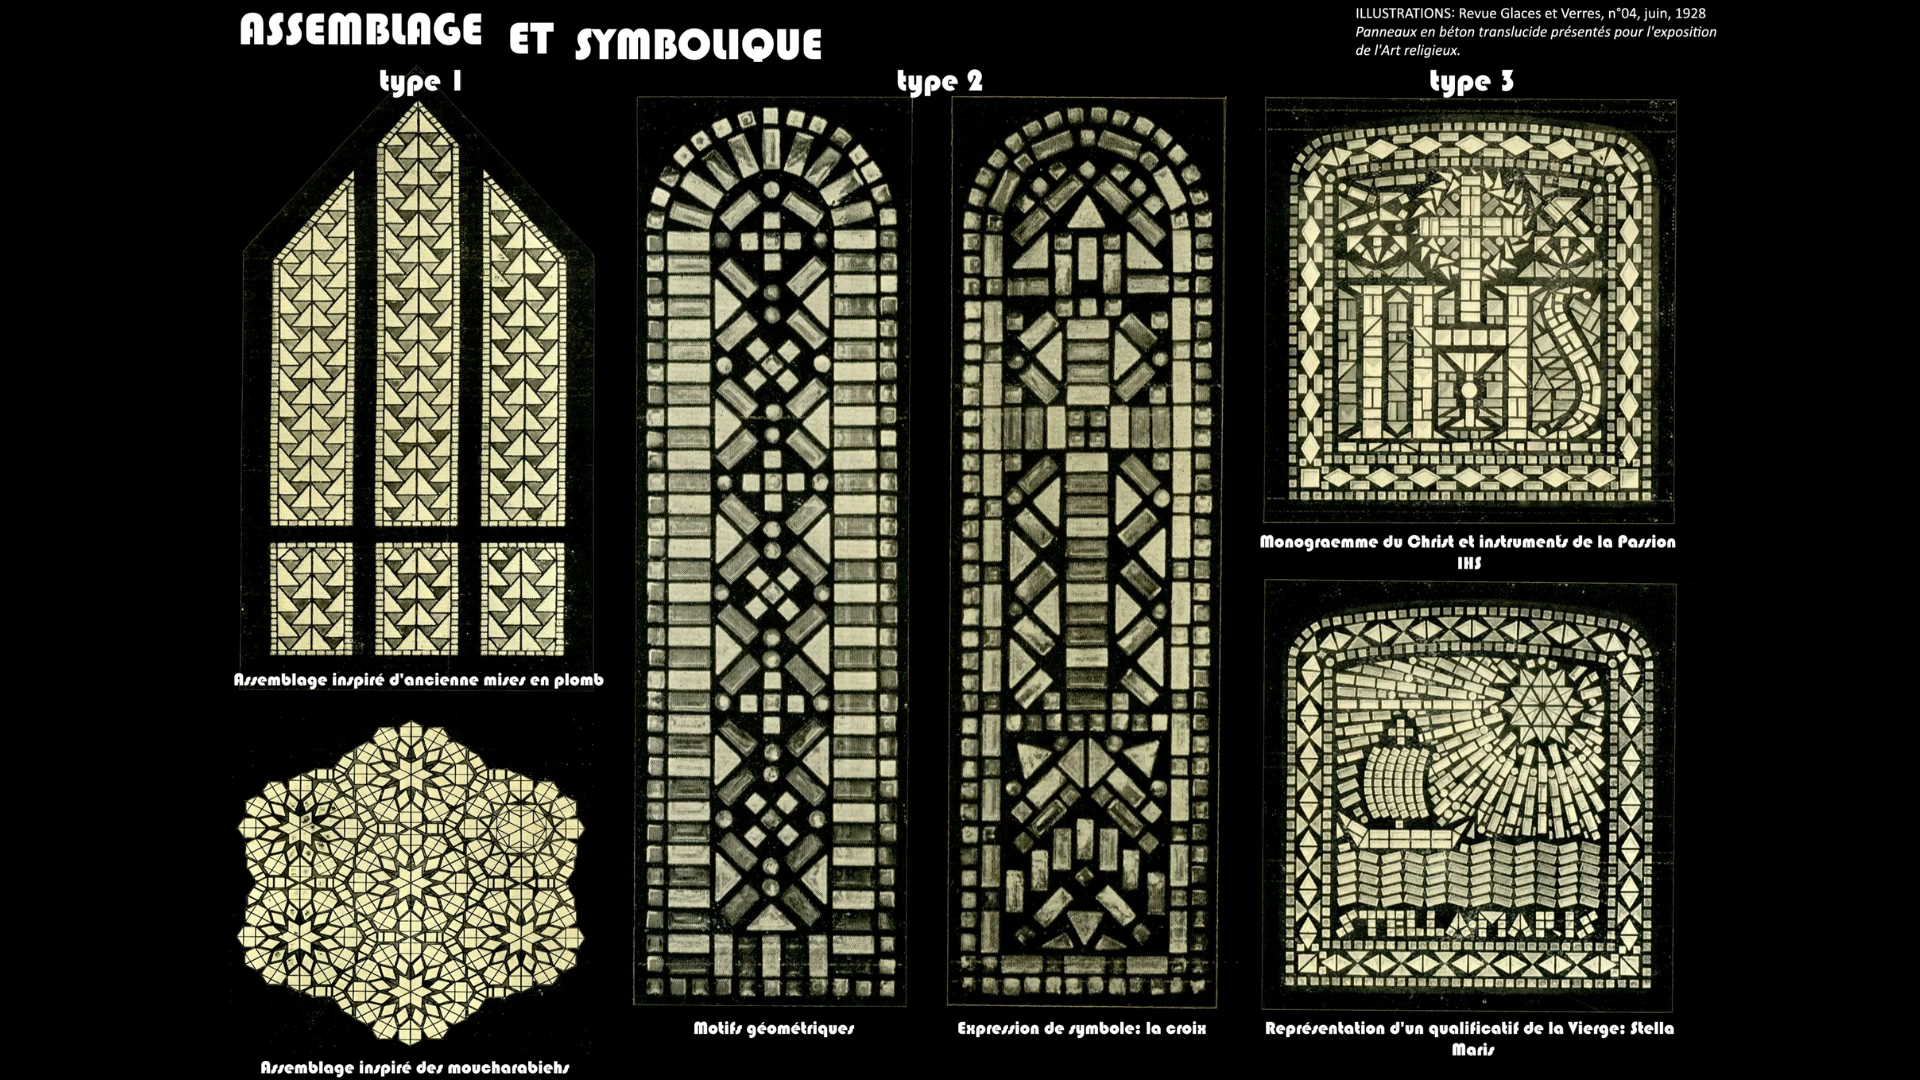 ASSEMBLAGE ET SYMBOLIQUE
ILLUSTRATIONS: Revue Glaces et Verres, n°04, juin, 1928
Panneaux en béton translucide présentés pour l'exposition
de l'Art religieux.
type 1
type 2
type 3
IHS
Monograemme du Christ et instruments de la Passion
IHS
Assemblage inspiré d'ancienne mises en plomb
STELLA MARIS
Motifs géométriques
Expression de symbole: la croix
Représentation d'un qualificatif de la Vierge: Stella
Maris
Assemblage inspiré des moucharabiehs